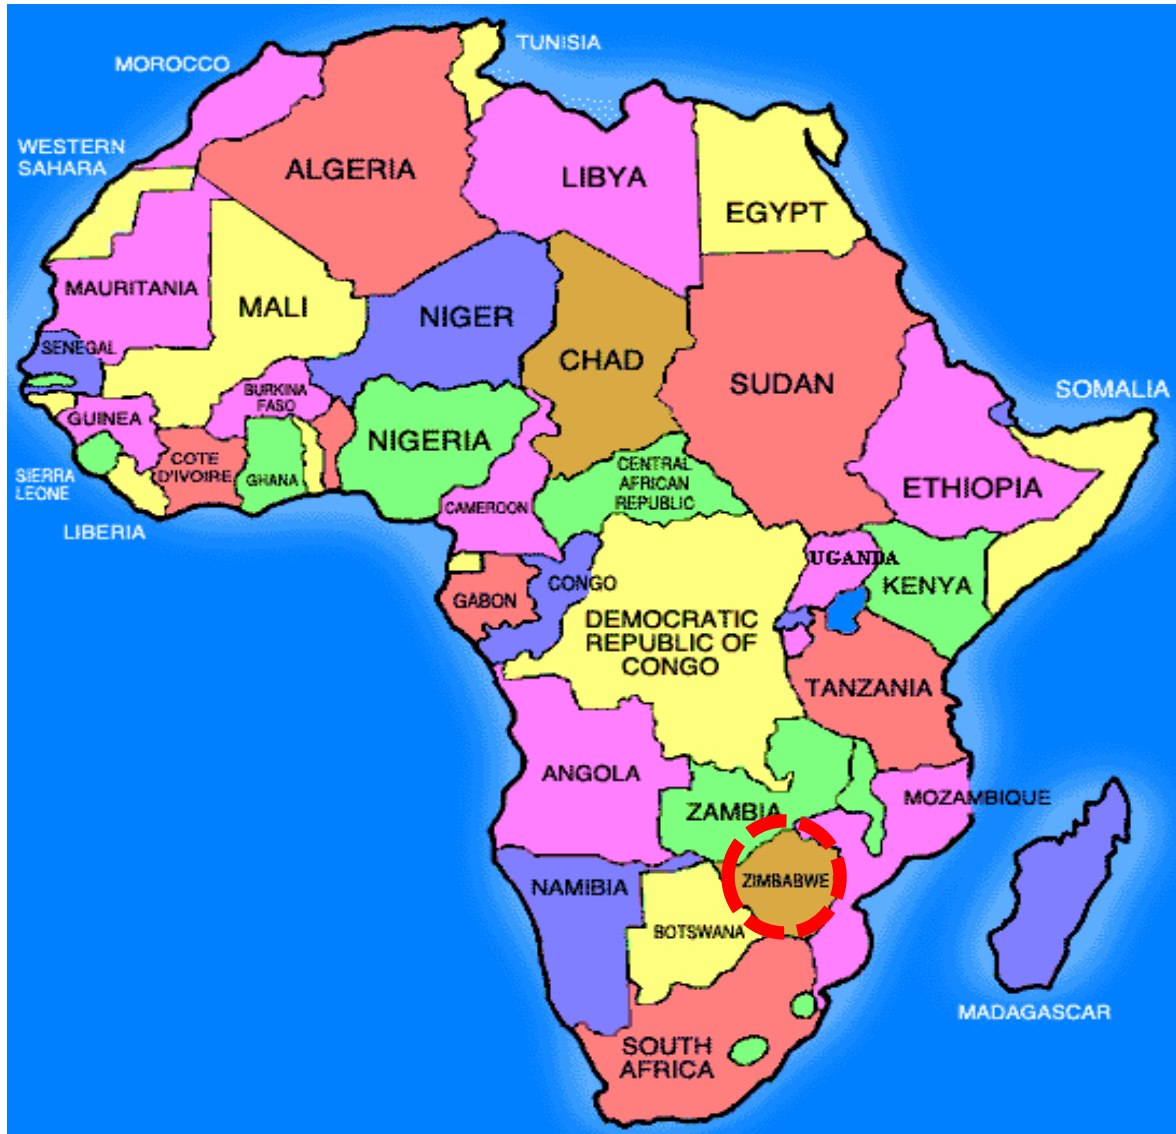 TUNISIA
MOROCCO
WESTERN
SAHARA
ALGERIA
LIBYA
EGYPT
MAURITANIA
MALI
NIGER
CHAD
SUDAN
SENEGAL
BURKINA
FASO
SOMALIA
GUINEA
NIGERIA
COTE
D'IVOIRE
GHANA
SIERRA
LEONE
CENTRAL
AFRICAN
REPUBLIC
ETHIOPIA
CAMEROON
LIBERIA
UGANDA
KENYA
CONGO
GABON
DEMOCRATIC
REPUBLIC OF
CONGO
TANZANIA
ANGOLA
ZAMBIA
MOZAMBIQUE
NAMIBIA
ZIMBABWE
BOTSWANA
MADAGASCAR
SOUTH
AFRICA